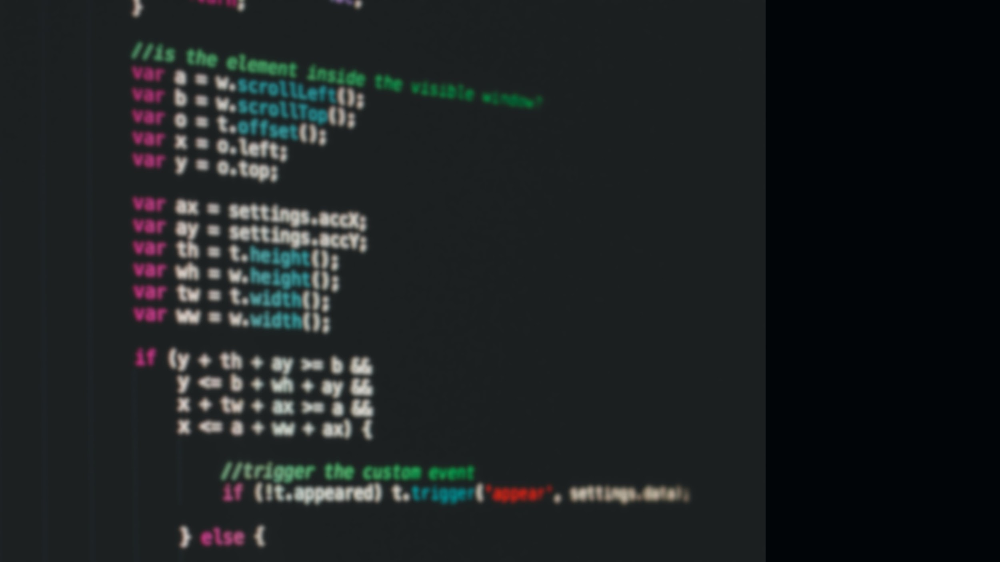 }
//is the element inside the visible window?
var a = w.scrollLeft();
var b = w.scrollTop();
var o = t.offset();
var x = o.left;
var y = o.top;
var ax = settings.accX;
var ay = settings.accY;
var th = t.height();
var wh = w.height();
var tw = t.width();
var ww = w.width();
if (y + th + ay >= b &&
y <= b + wh + ay &&
x + tw + ax >= a &&
x <= a + ww + ax) {
//trigger the custom event
if (!t.appeared) t.trigger('appear', settings.data);
} else {